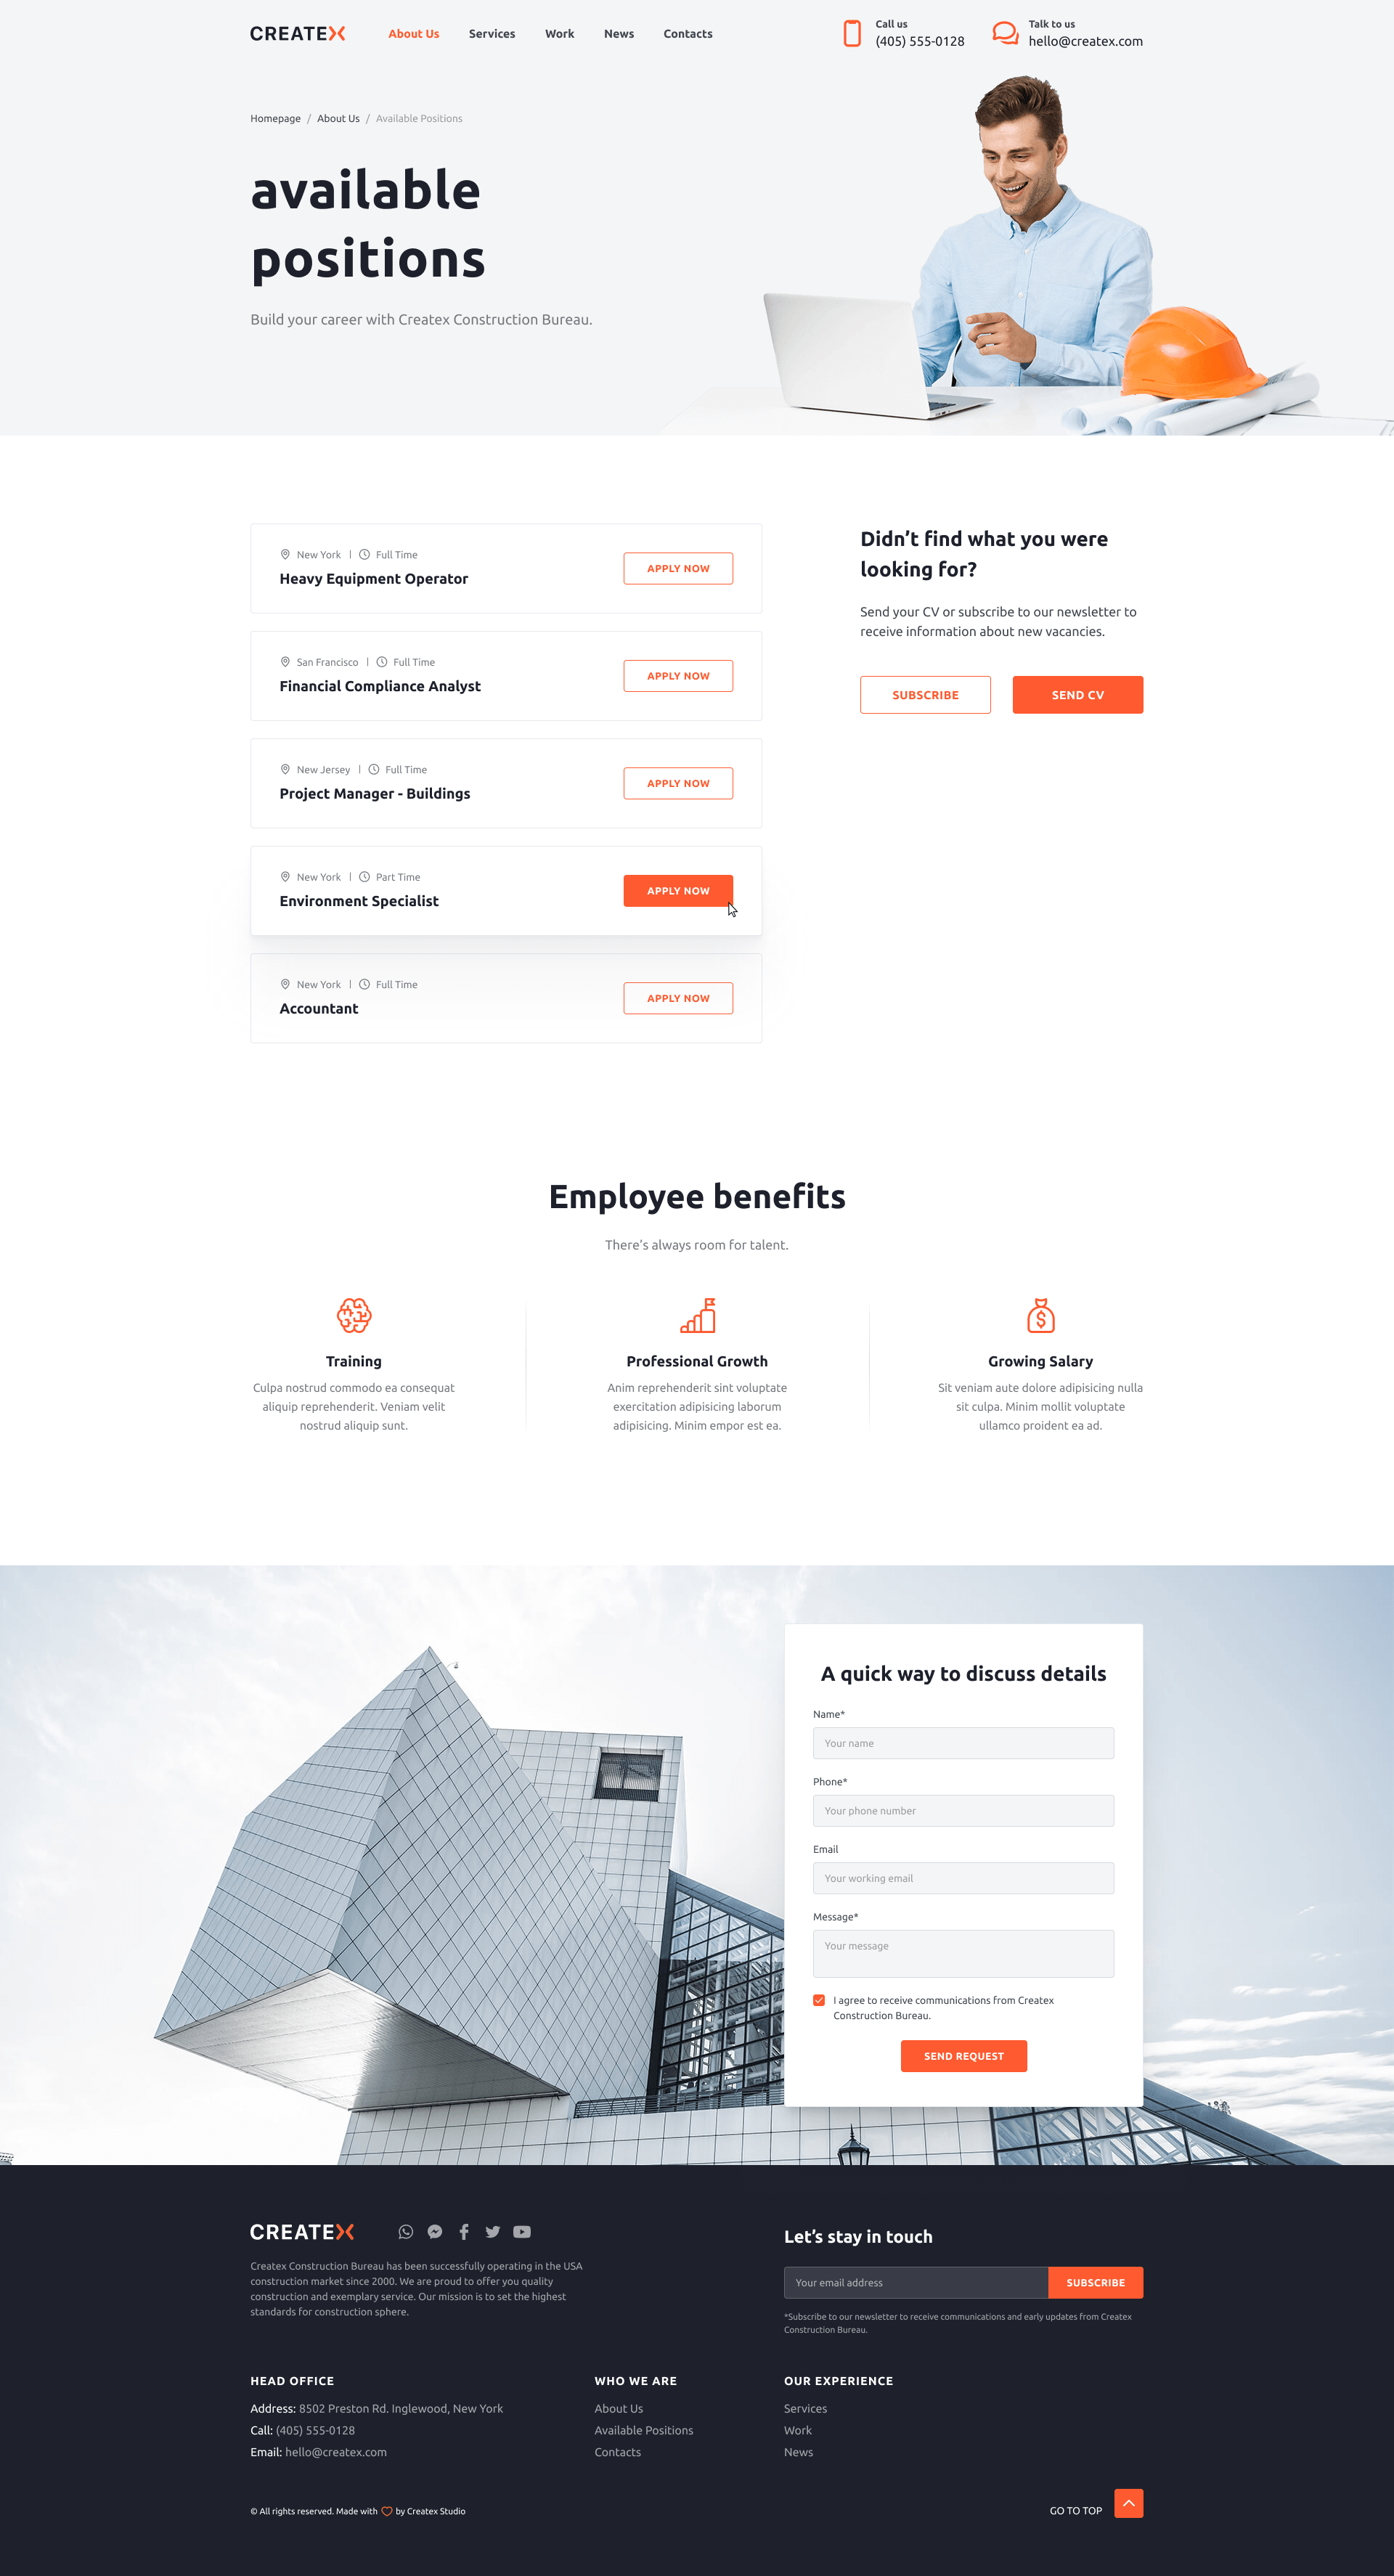 CREATEX
About Us
Services
Work
News
Contacts
Call us
(405) 555-0128
Talk to us
hello@createx.com
Homepage / About Us / Available Positions
available
positions
Build your career with Createx Construction Bureau.
New York | Full Time
Heavy Equipment Operator
APPLY NOW
San Francisco | Full Time
Financial Compliance Analyst
APPLY NOW
New Jersey | Full Time
Project Manager - Buildings
APPLY NOW
New York | Part Time
Environment Specialist
APPLY NOW
New York | Full Time
Accountant
APPLY NOW
Didn’t find what you were
looking for?
Send your CV or subscribe to our newsletter to
receive information about new vacancies.
SUBSCRIBE
SEND CV
Employee benefits
There’s always room for talent.
Training
Culpa nostrud commodo ea consequat
aliquip reprehenderit. Veniam velit
nostrud aliquip sunt.
Professional Growth
Anim reprehenderit sint voluptate
exercitation adipisicing laborum
adipisicing. Minim empor est ea.
Growing Salary
Sit veniam aute dolore adipisicing nulla
sit culpa. Minim mollit voluptate
ullamco proident ea ad.
A quick way to discuss details
Name*
Your name
Phone*
Your phone number
Email
Your working email
Message*
Your message
I agree to receive communications from Createx
Construction Bureau.
SEND REQUEST
CREATEX
Createx Construction Bureau has been successfully operating in the USA
construction market since 2000. We are proud to offer you quality
construction and exemplary service. Our mission is to set the highest
standards for construction sphere.
Let’s stay in touch
Your email address
SUBSCRIBE
*Subscribe to our newsletter to receive communications and early updates from Createx
Construction Bureau.
HEAD OFFICE
Address: 8502 Preston Rd. Inglewood, New York
Call: (405) 555-0128
Email: hello@createx.com
WHO WE ARE
About Us
Available Positions
Contacts
OUR EXPERIENCE
Services
Work
News
© All rights reserved. Made with by Createx Studio
GO TO TOP